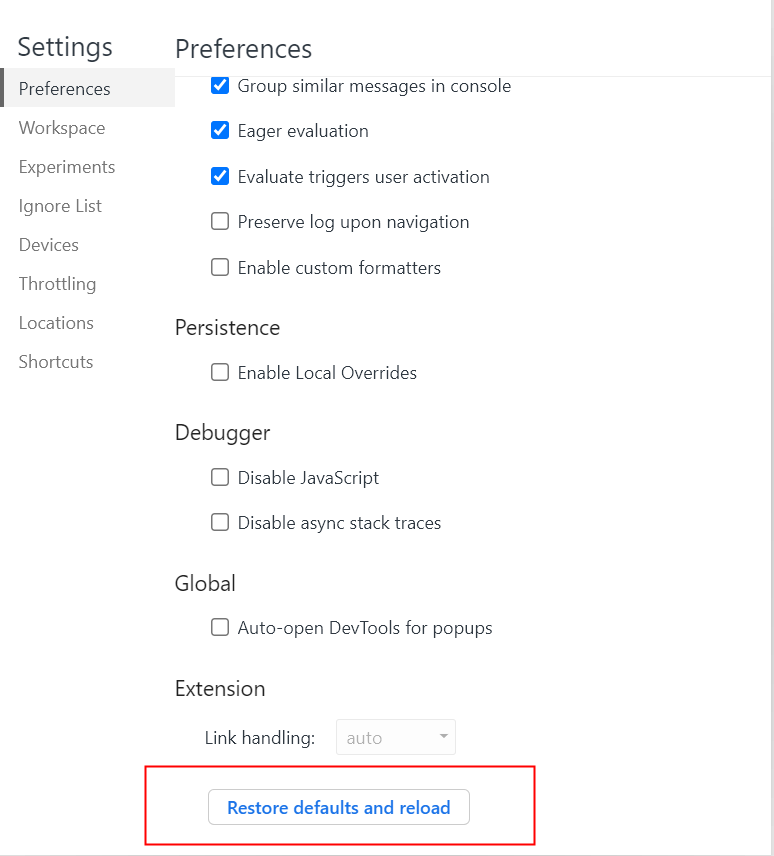 Settings
Preferences
Workspace
Experiments
Ignore List
Devices
Throttling
Locations
Shortcuts
Preferences
Group similar messages in console
Eager evaluation
Evaluate triggers user activation
Preserve log upon navigation
Enable custom formatters
Persistence
Enable Local Overrides
Debugger
Disable JavaScript
Disable async stack traces
Global
Auto-open DevTools for popups
Extension
Link handling: auto
Restore defaults and reload